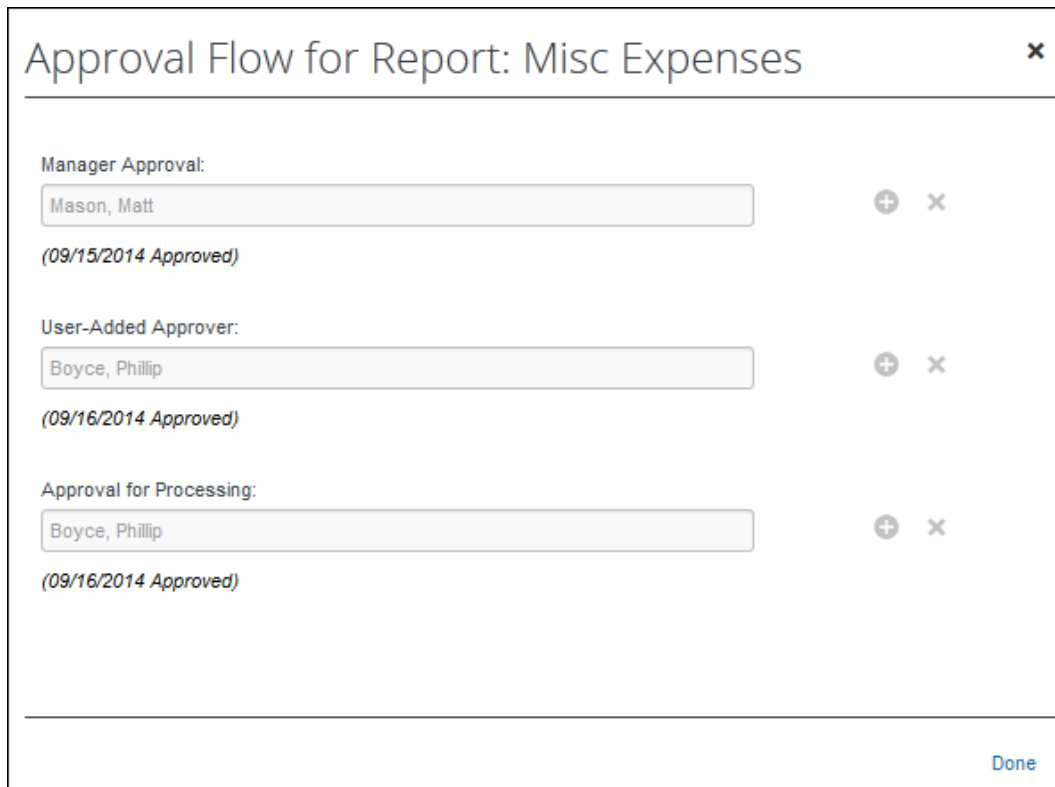 Approval Flow for Report: Misc Expenses
Manager Approval:
Mason, Matt
(09/15/2014 Approved)
User-Added Approver:
Boyce, Phillip
(09/16/2014 Approved)
Approval for Processing:
Boyce, Phillip
(09/16/2014 Approved)
Done